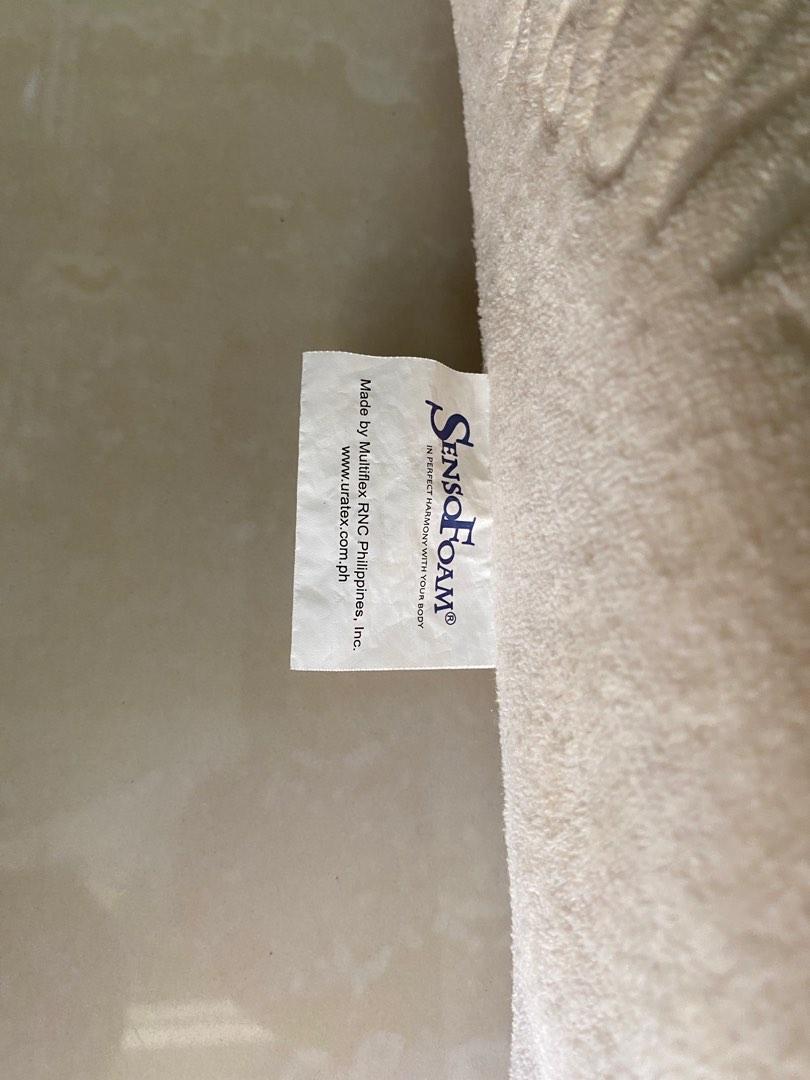 SENSOFOAM®
IN PERFECT HARMONY WITH YOUR BODY
Made by Multiflex RNC Philippines, Inc.
www.uratex.com.ph